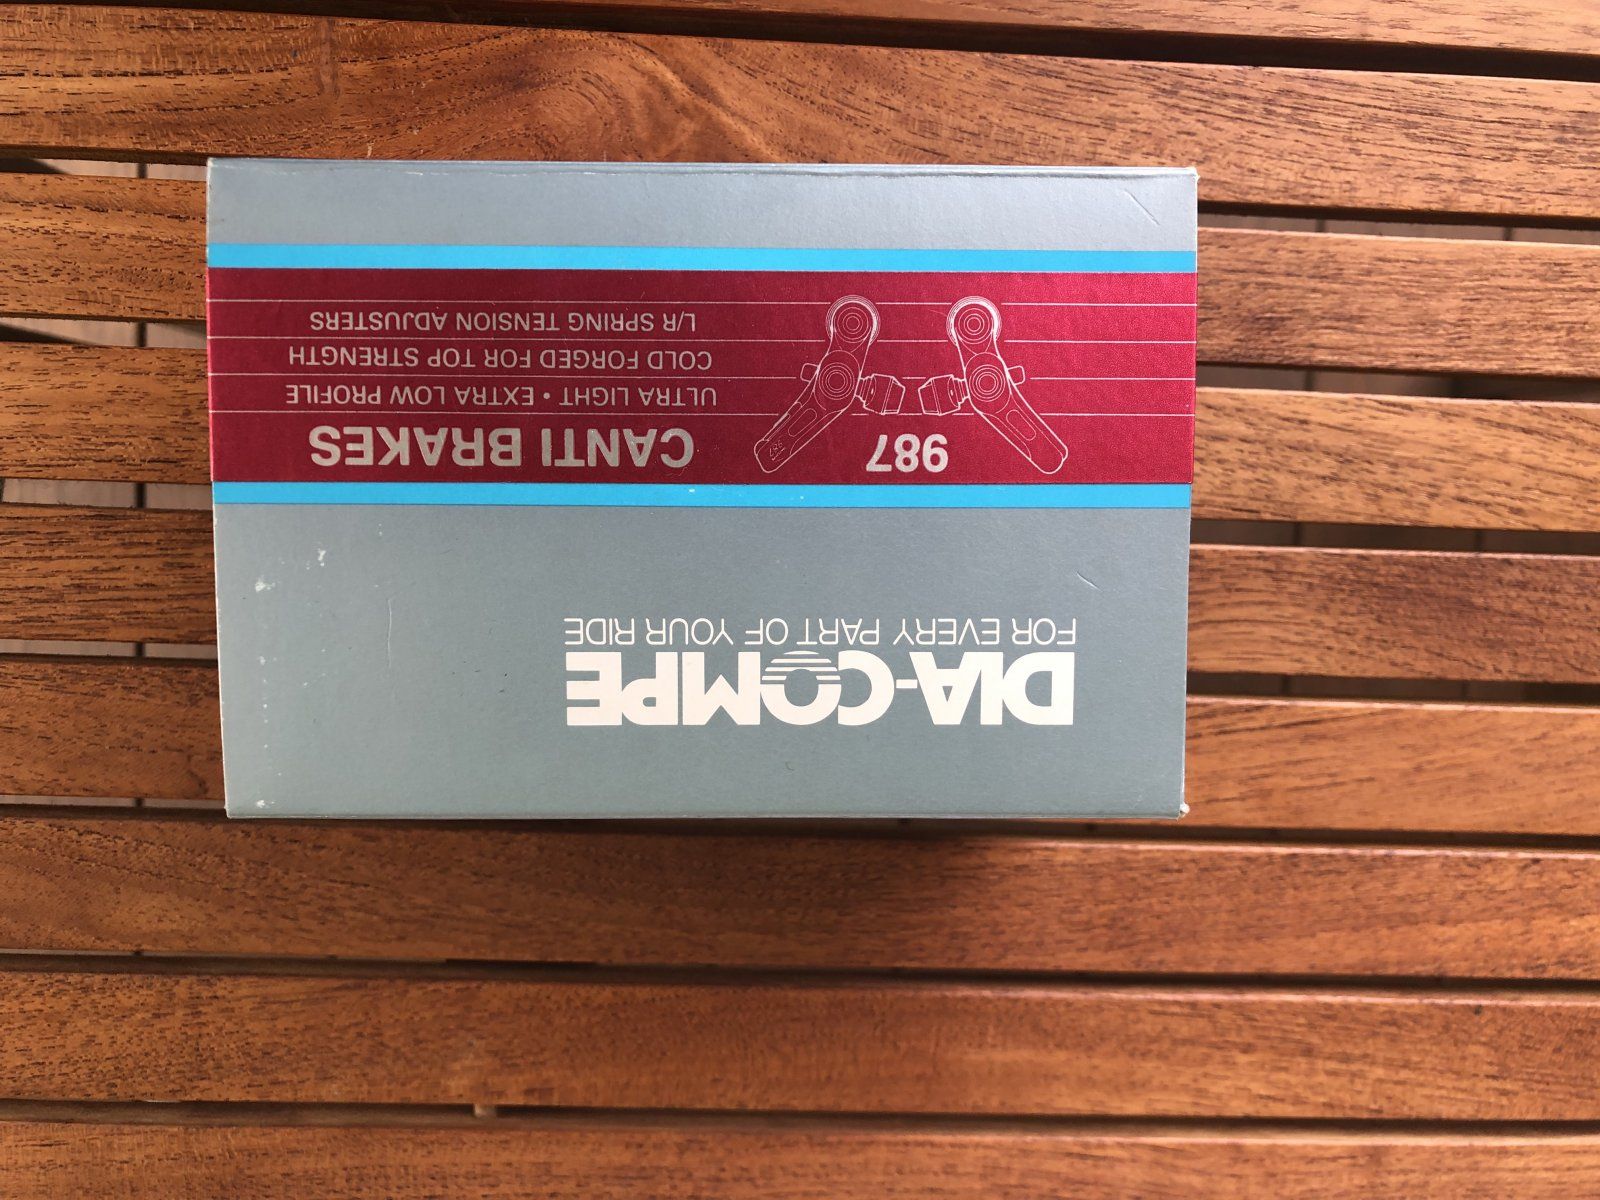 DIA-COMPE
FOR EVERY PART OF YOUR RIDE
987
CANTI BRAKES
ULTRA LIGHT • EXTRA LOW PROFILE
COLD FORGED FOR TOP STRENGTH
L/R SPRING TENSION ADJUSTERS
987